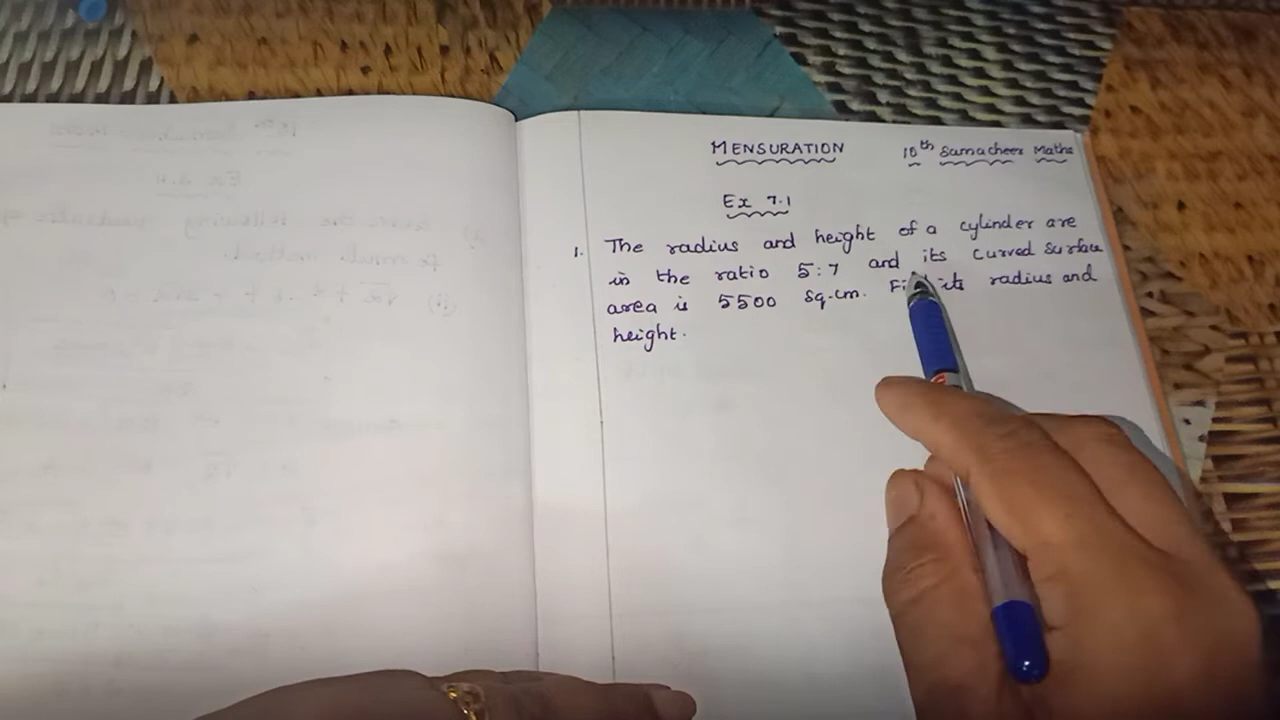 MENSURATION 10th Samacheer Maths
Ex 7.1
1. The radius and height of a cylinder are
in the ratio 5:7 and its curved surface
area is 5500 sq.cm. its radius and
height.